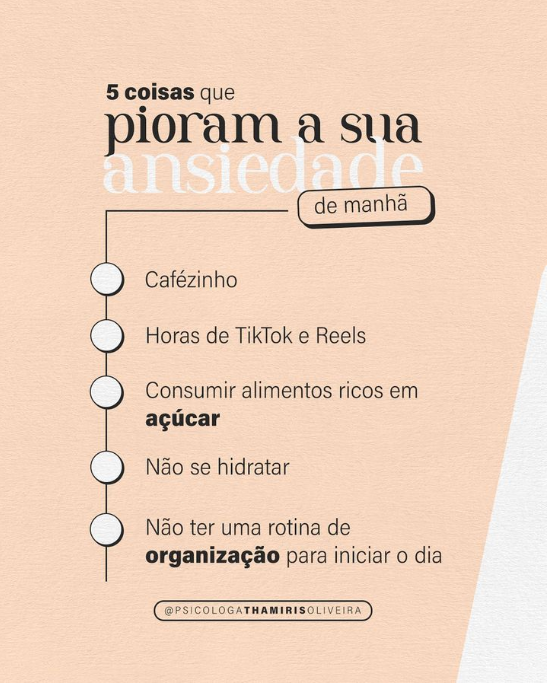 5 coisas que
pioram a sua
ansiedade
de manhã
Cafézinho
Horas de TikTok e Reels
Consumir alimentos ricos em
açúcar
Não se hidratar
Não ter uma rotina de
organização para iniciar o dia
@PSICOLOGATHAMIRISOLIVEIRA